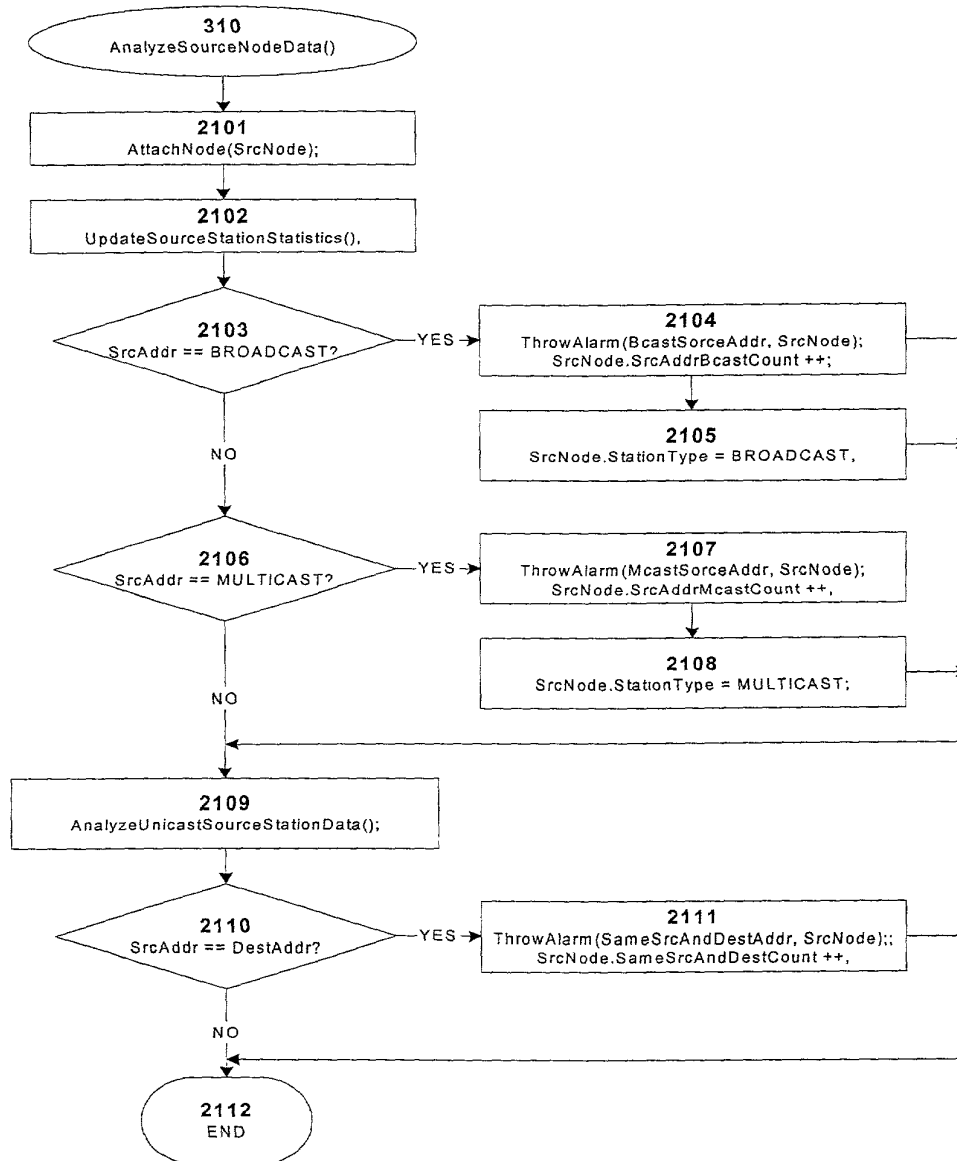 310
AnalyzeSourceNodeData()
2101
AttachNode(SrcNode);
2102
UpdateSourceStationStatistics(),
2103
SrcAddr == BROADCAST?
YES
2104
ThrowAlarm(BcastSorceAddr, SrcNode);
SrcNode.SrcAddrBcastCount ++;
2105
SrcNode.StationType = BROADCAST,
NO
2106
SrcAddr == MULTICAST?
YES
2107
ThrowAlarm(McastSorceAddr, SrcNode);
SrcNode.SrcAddrMcastCount ++,
2108
SrcNode.StationType = MULTICAST;
NO
2109
AnalyzeUnicastSourceStationData();
2110
SrcAddr == DestAddr?
YES
2111
ThrowAlarm(SameSrcAndDestAddr, SrcNode);;
SrcNode.SameSrcAndDestCount ++,
NO
2112
END